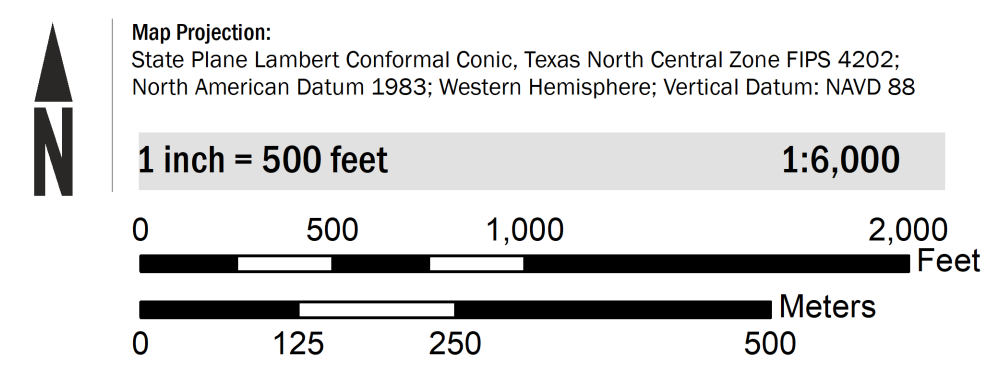 N
Map Projection:
State Plane Lambert Conformal Conic, Texas North Central Zone FIPS 4202;
North American Datum 1983; Western Hemisphere; Vertical Datum: NAVD 88
1 inch = 500 feet 1:6,000
0 500 1,000 2,000
Feet
Meters
0 125 250 500